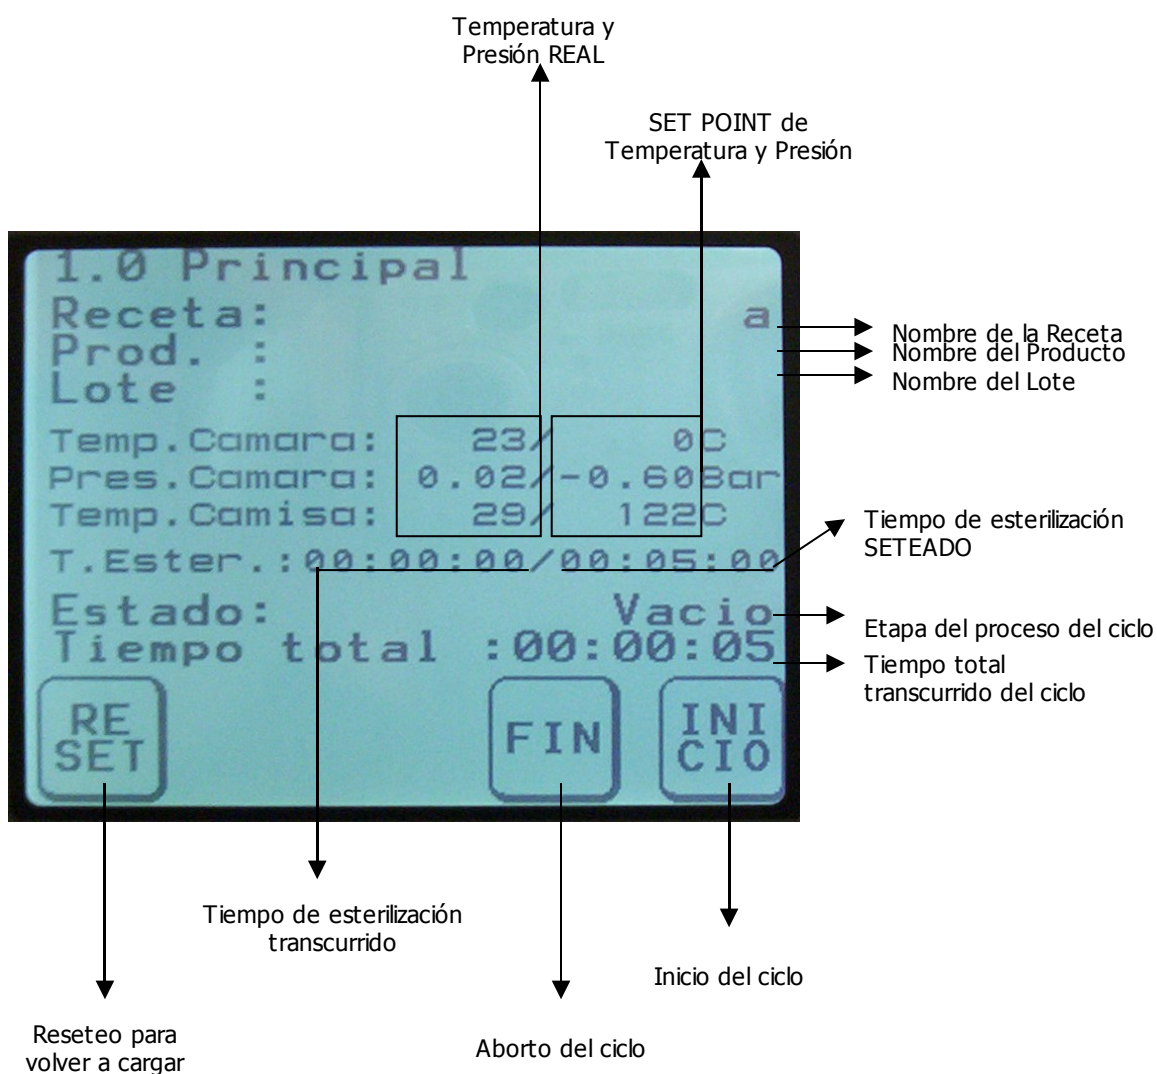 Temperatura y
Presión REAL
SET POINT de
Temperatura y Presión
1.0 Principal
Receta: a
Prod. :
Lote :
Temp.Camara: 23/ 0C
Pres.Camara: 0.02/-0.60Bar
Temp.Camisa: 29/ 122C
T.Ester.:00:00:00/00:05:00
Estado: Vacio
Tiempo total :00:00:05
RE
SET
FIN
INI
CIO
Nombre de la Receta
Nombre del Producto
Nombre del Lote
Tiempo de esterilización
SETEADO
Etapa del proceso del ciclo
Tiempo total
transcurrido del ciclo
Tiempo de esterilización
transcurrido
Inicio del ciclo
Reseteo para
volver a cargar
Aborto del ciclo